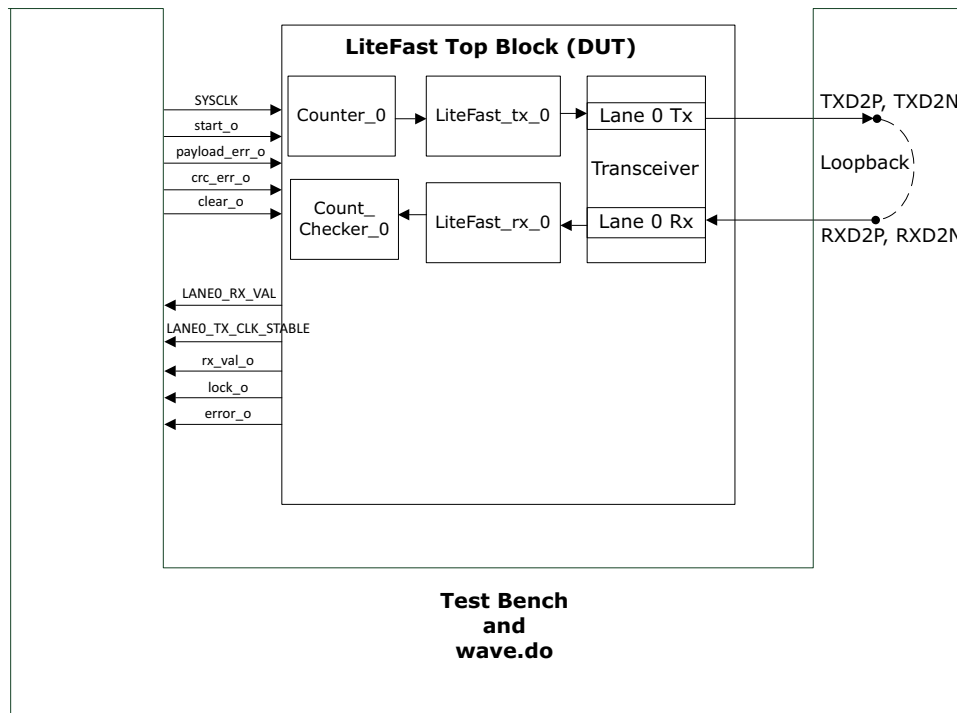 LiteFast Top Block (DUT)
SYSCLK
start_o
payload_err_o
crc_err_o
clear_o
Counter_0
LiteFast_tx_0
Lane 0 Tx
Transceiver
Count_
Checker_0
LiteFast_rx_0
Lane 0 Rx
TXD2P, TXD2N
Loopback
RXD2P, RXD2N
LANE0_RX_VAL
LANE0_TX_CLK_STABLE
rx_val_o
lock_o
error_o
Test Bench
and
wave.do